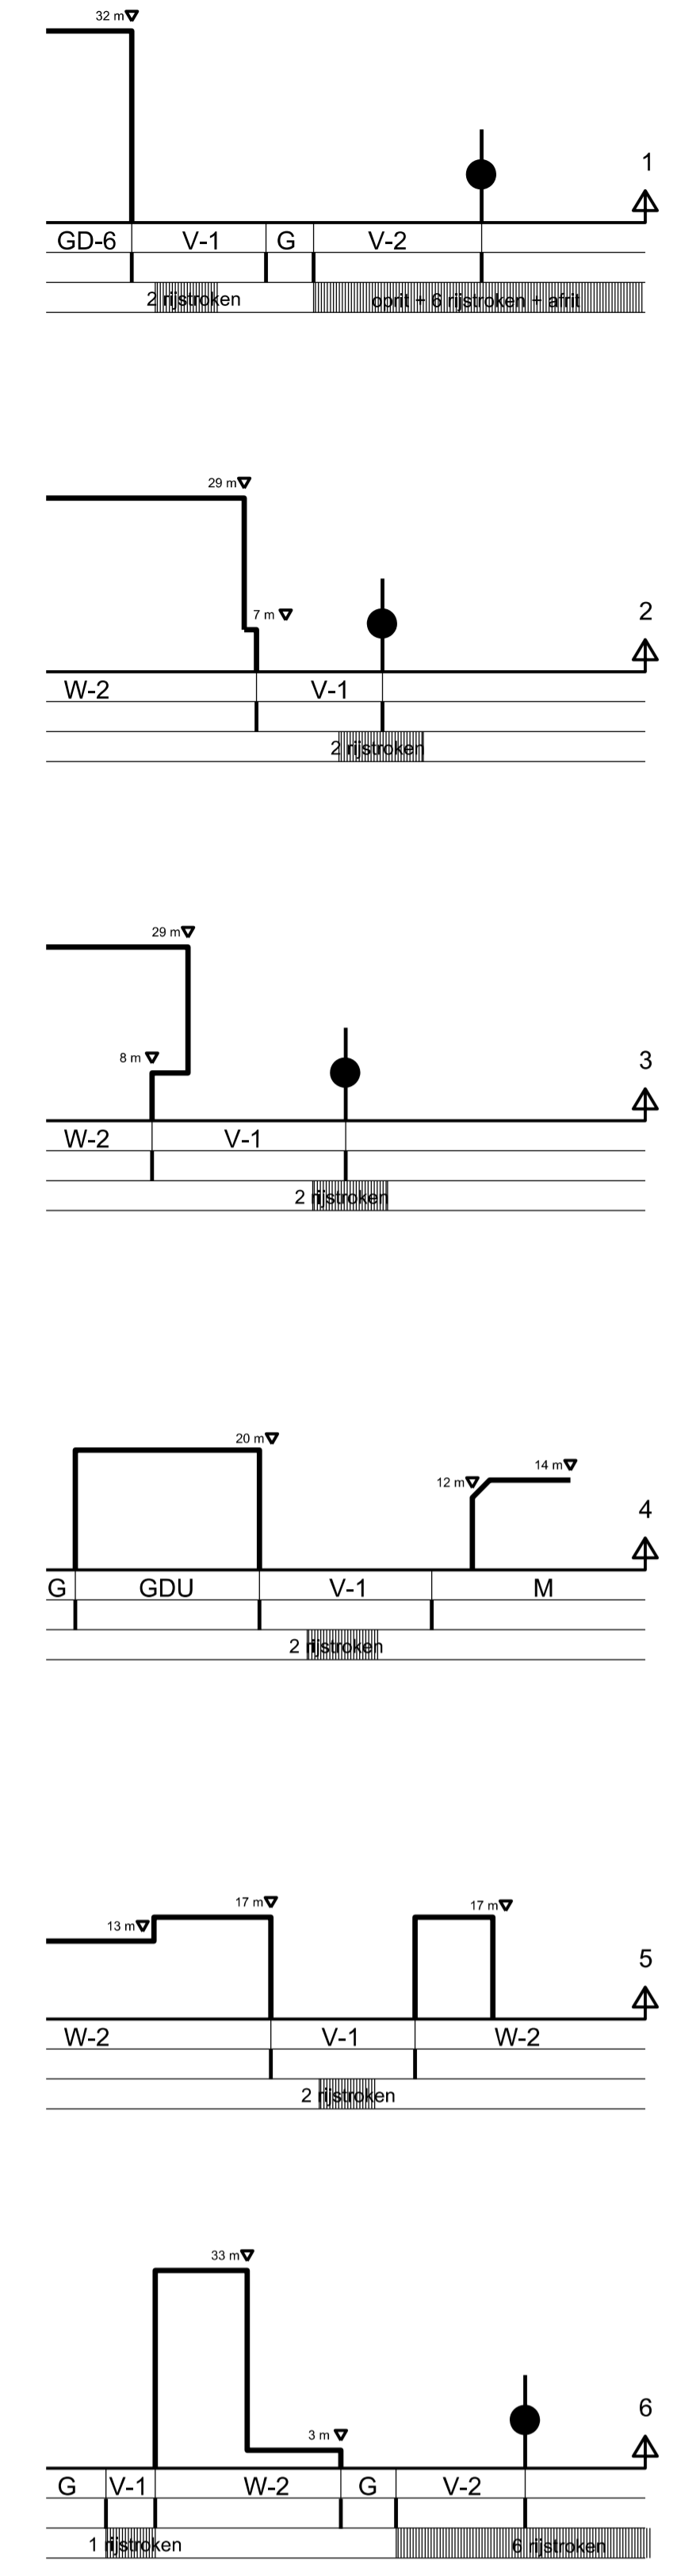 32 m
1
GD-6 V-1 G V-2
2 rijstroken oprit + 6 rijstroken + afrit
29 m
7 m
2
W-2 V-1
2 rijstroken
29 m
8 m
3
W-2 V-1
2 rijstroken
20 m
14 m
12 m
4
G GDU V-1 M
2 rijstroken
17 m 17 m
13 m
5
W-2 V-1 W-2
2 rijstroken
33 m
3 m
6
G V-1 W-2 G V-2
1 rijstroken 6 rijstroken